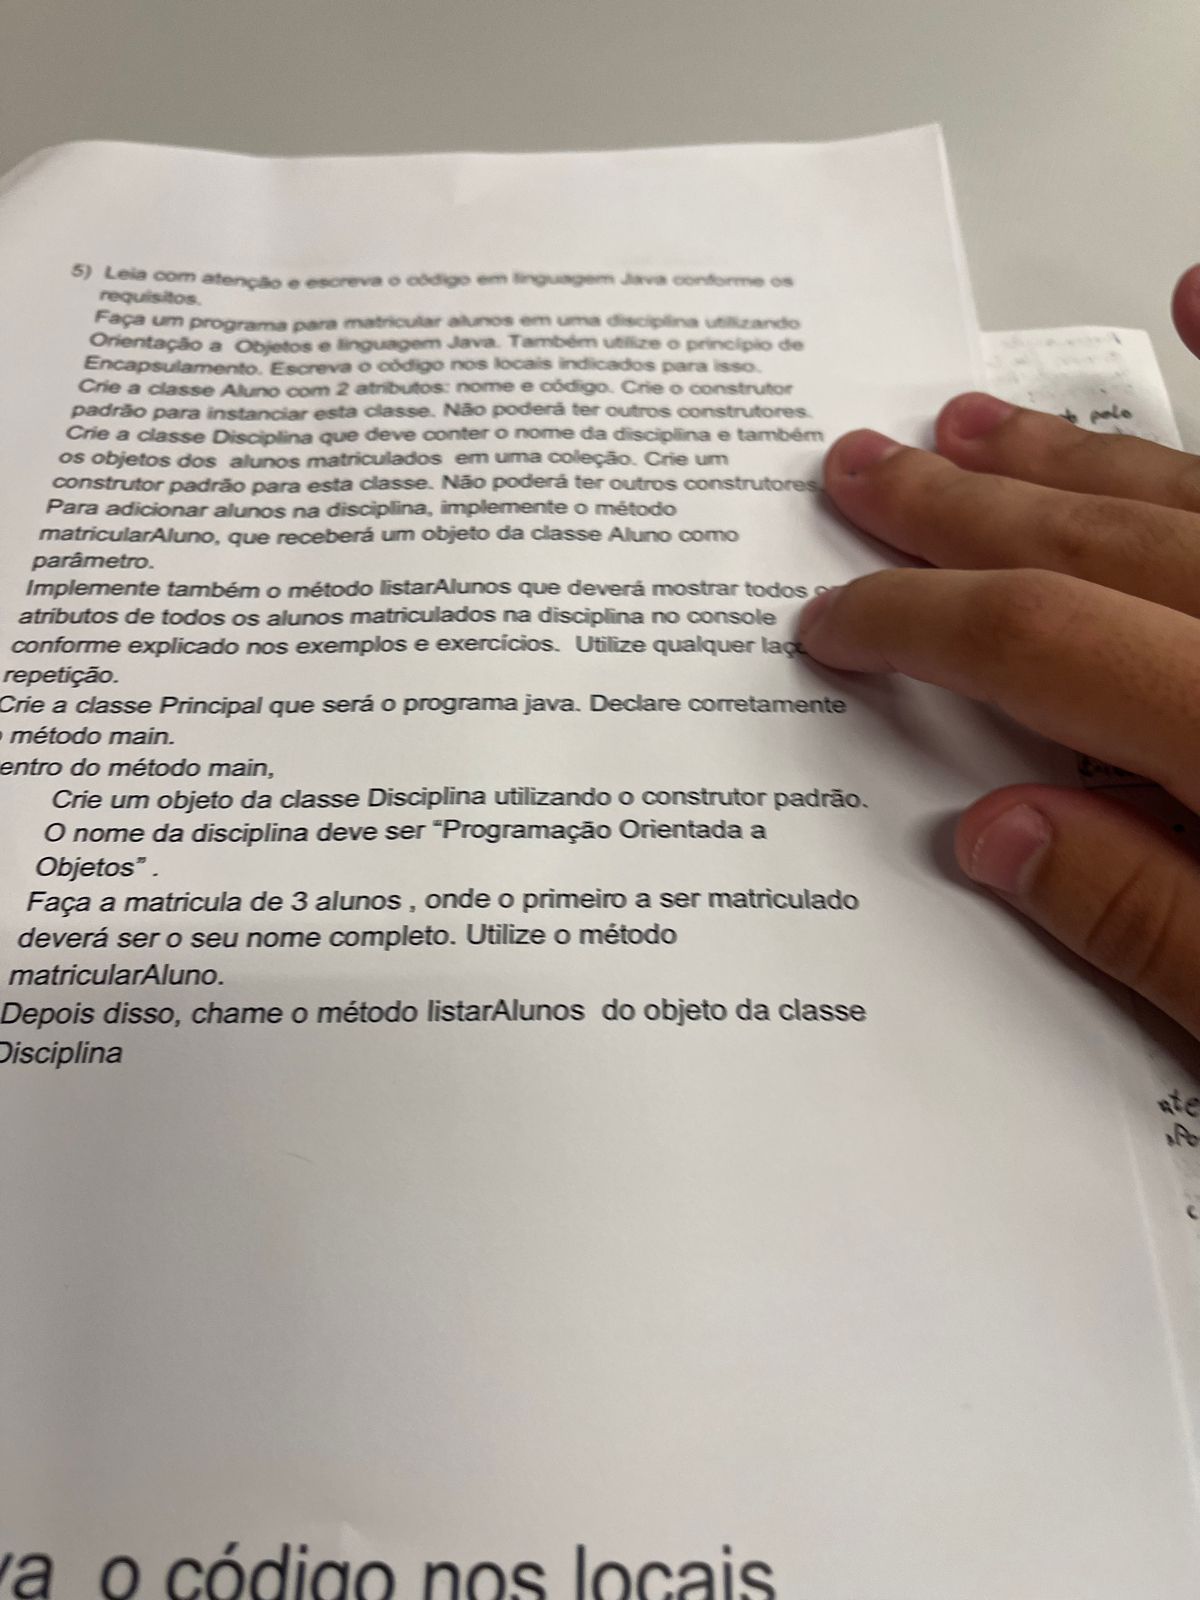 5) Leia com atenção e escreva o código em linguagem Java conforme os
requisitos.
Faça um programa para matricular alunos em uma disciplina utilizando
Orientação a Objetos e linguagem Java. Também utilize o princípio de
Encapsulamento. Escreva o código nos locais indicados para isso.
Crie a classe Aluno com 2 atributos: nome e código. Crie o construtor
padrão para instanciar esta classe. Não poderá ter outros construtores.
Crie a classe Disciplina que deve conter o nome da disciplina e também
os objetos dos alunos matriculados em uma coleção. Crie um
construtor padrão para esta classe. Não poderá ter outros construtores
Para adicionar alunos na disciplina, implemente o método
matricularAluno, que receberá um objeto da classe Aluno como
parâmetro.
Implemente também o método listarAlunos que deverá mostrar todos
atributos de todos os alunos matriculados na disciplina no console
conforme explicado nos exemplos e exercícios. Utilize qualquer
repetição.
Crie a classe Principal que será o programa java. Declare corretamente
o método main.
entro do método main,
Crie um objeto da classe Disciplina utilizando o construtor padrão.
O nome da disciplina deve ser “Programação Orientada a
Objetos” .
Faça a matricula de 3 alunos , onde o primeiro a ser matriculado
deverá ser o seu nome completo. Utilize o método
matricularAluno.
Depois disso, chame o método listarAlunos do objeto da classe
Disciplina
pelo
va o código nos locais